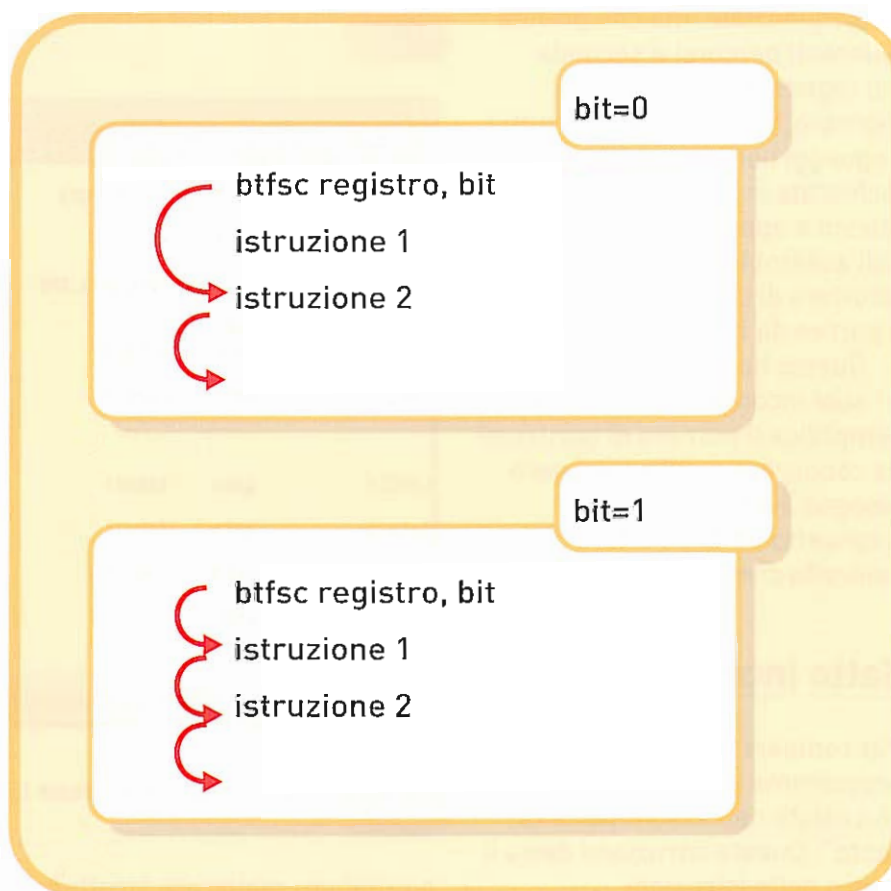 bit=0
btfsc registro, bit
istruzione 1
istruzione 2
bit=1
btfsc registro, bit
istruzione 1
istruzione 2